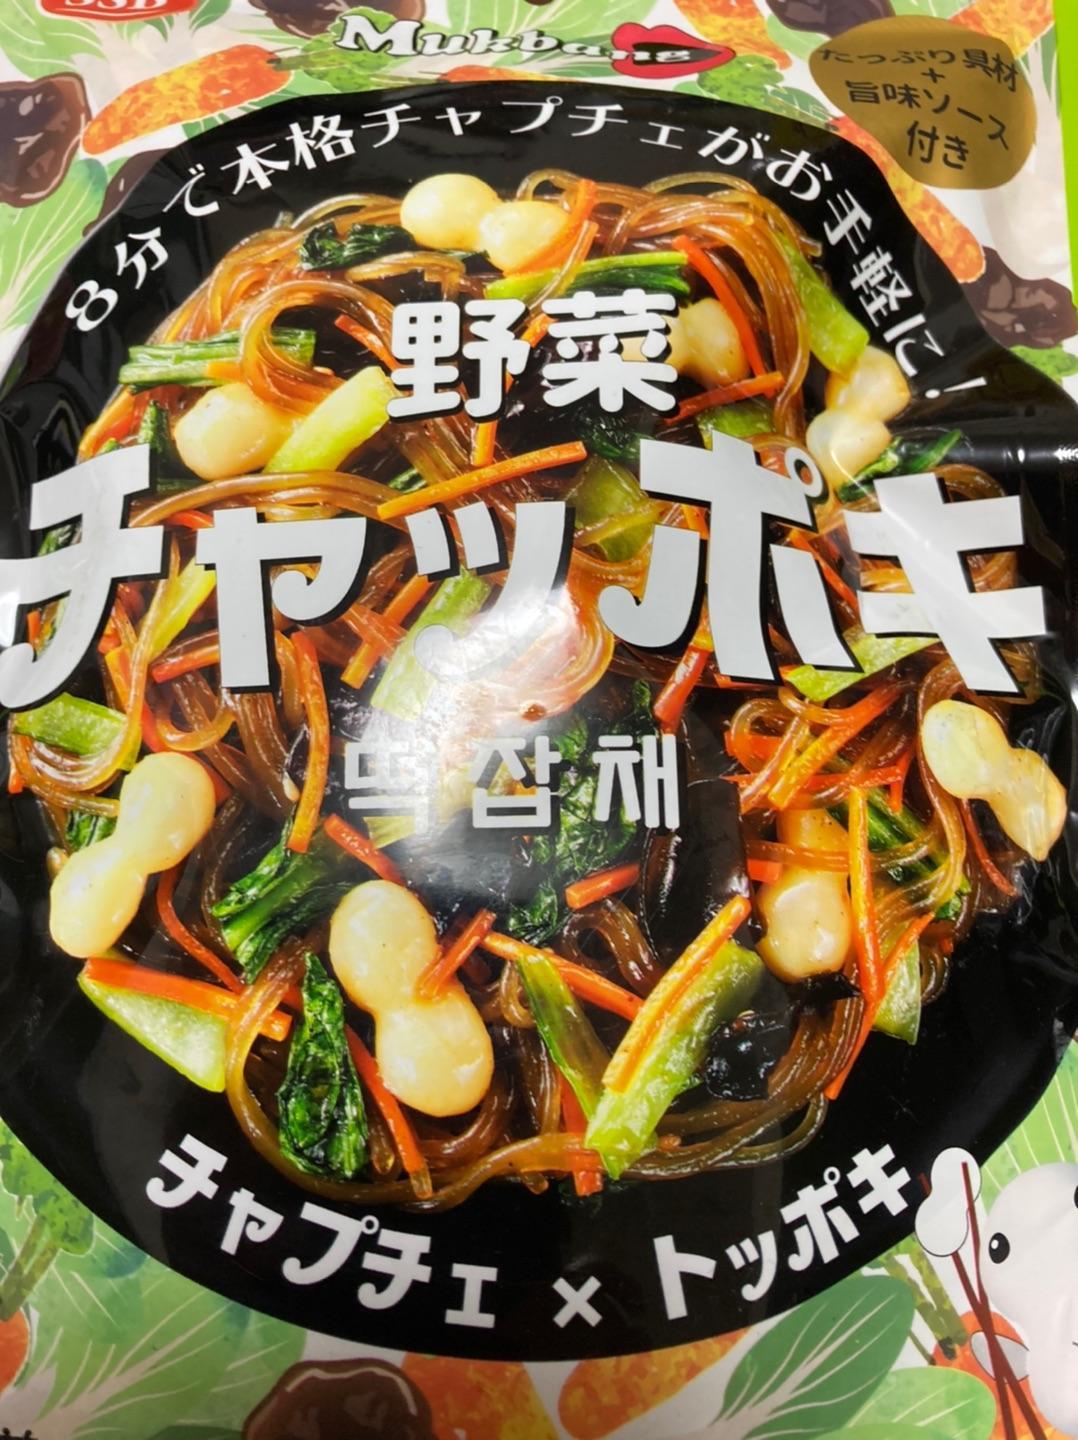 SSB
Mukbang
たっぷり具材
+
旨味ソース
付き
8分で本格チャプチェがお手軽に!
野菜
チャッポキ
떡잡채
チャプチェ×トッポキ